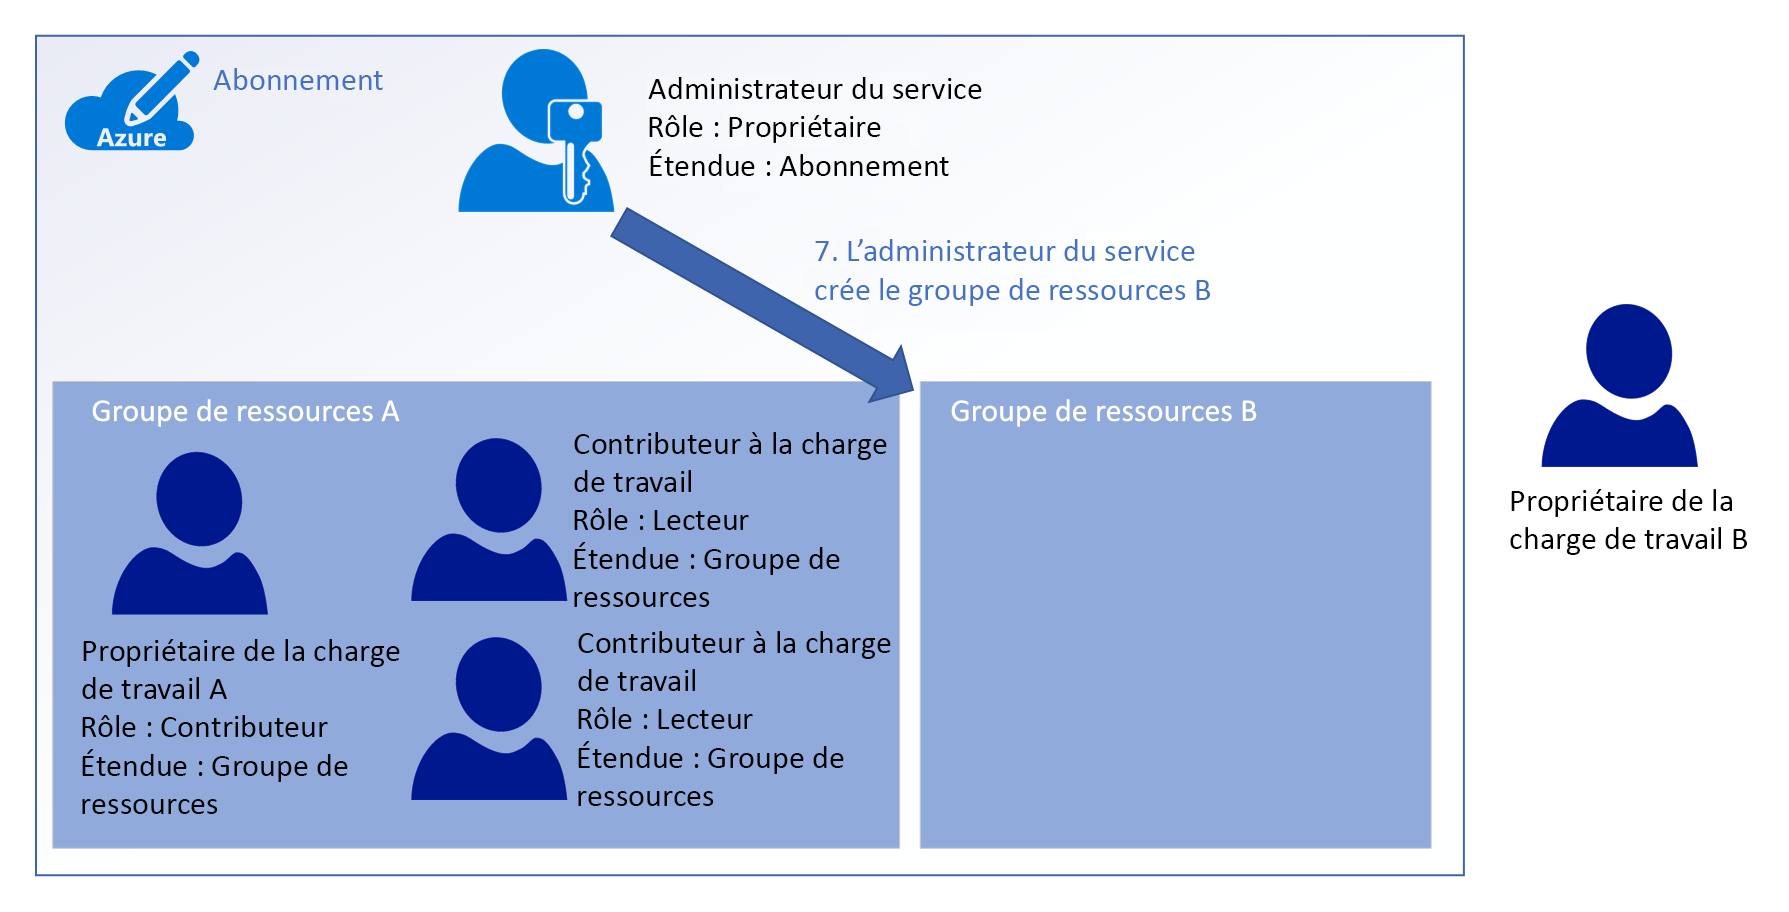 Azure
Abonnement
Administrateur du service
Rôle : Propriétaire
Étendue : Abonnement
7. L’administrateur du service
crée le groupe de ressources B
Groupe de ressources A
Contributeur à la charge
de travail
Rôle : Lecteur
Étendue : Groupe de
ressources
Propriétaire de la charge
de travail A
Rôle : Contributeur
Étendue : Groupe de
ressources
Contributeur à la charge
de travail
Rôle : Lecteur
Étendue : Groupe de
ressources
Groupe de ressources B
Propriétaire de la
charge de travail B